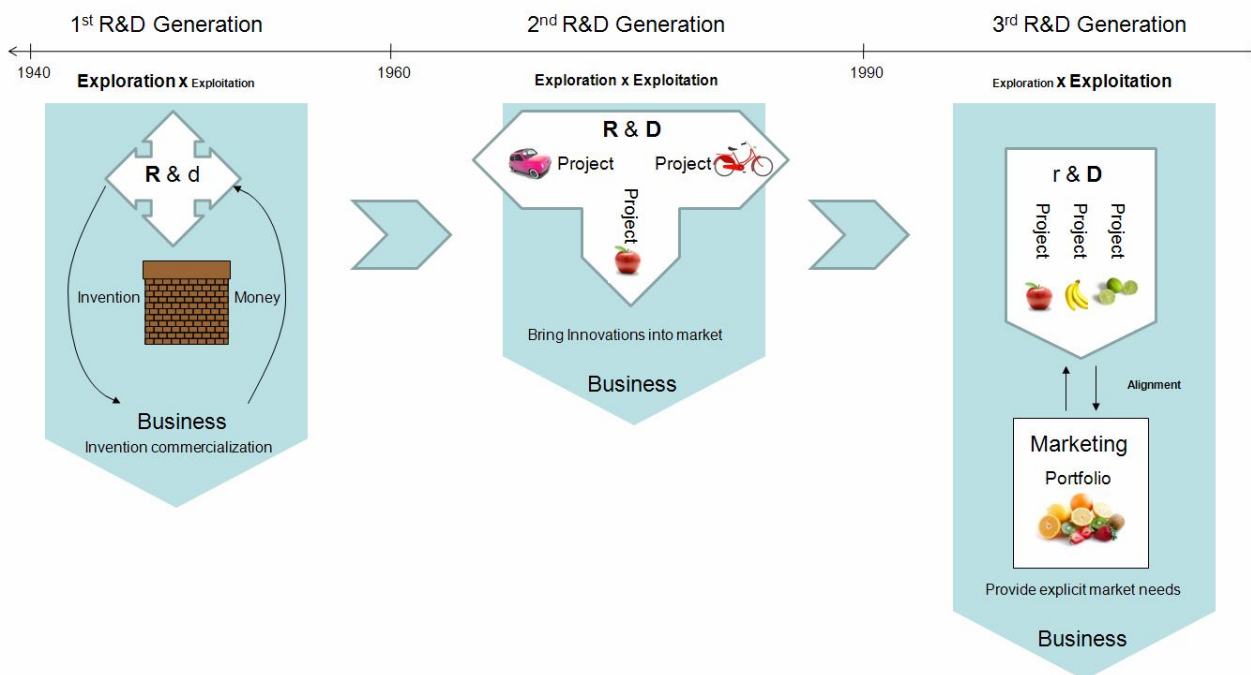 1st R&D Generation
2nd R&D Generation
3rd R&D Generation
1940
1960
1990
Exploration x Exploitation
R & d
Invention
Money
Business
Invention commercialization
Exploration x Exploitation
R & D
Project
Project
Project
Bring Innovations into market
Business
Exploration x Exploitation
r & D
Project
Project
Project
Alignment
Marketing
Portfolio
Provide explicit market needs
Business